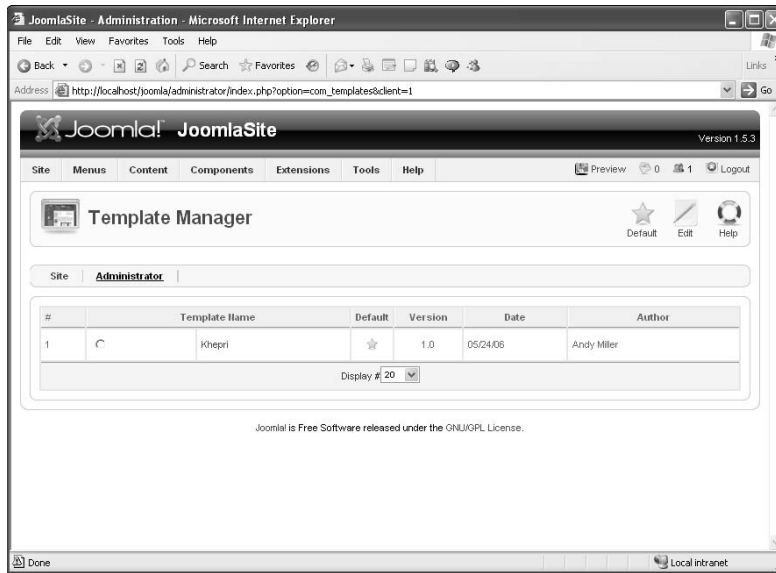 JoomlaSite - Administration - Microsoft Internet Explorer
File Edit View Favorites Tools Help
Back Search Favorites Links
Address http://localhost/joomla/administrator/index.php?option=com_templates&client=1 Go
Joomla! JoomlaSite
Version 1.5.3
Site Menus Content Components Extensions Tools Help Preview 0 1 Logout
Template Manager
Default Edit Help
Site Administrator
# Template Name Default Version Date Author
1 Khepri 1.0 05/24/06 Andy Miller
Display # 20
Joomla! is Free Software released under the GNU/GPL License.
Done Local intranet